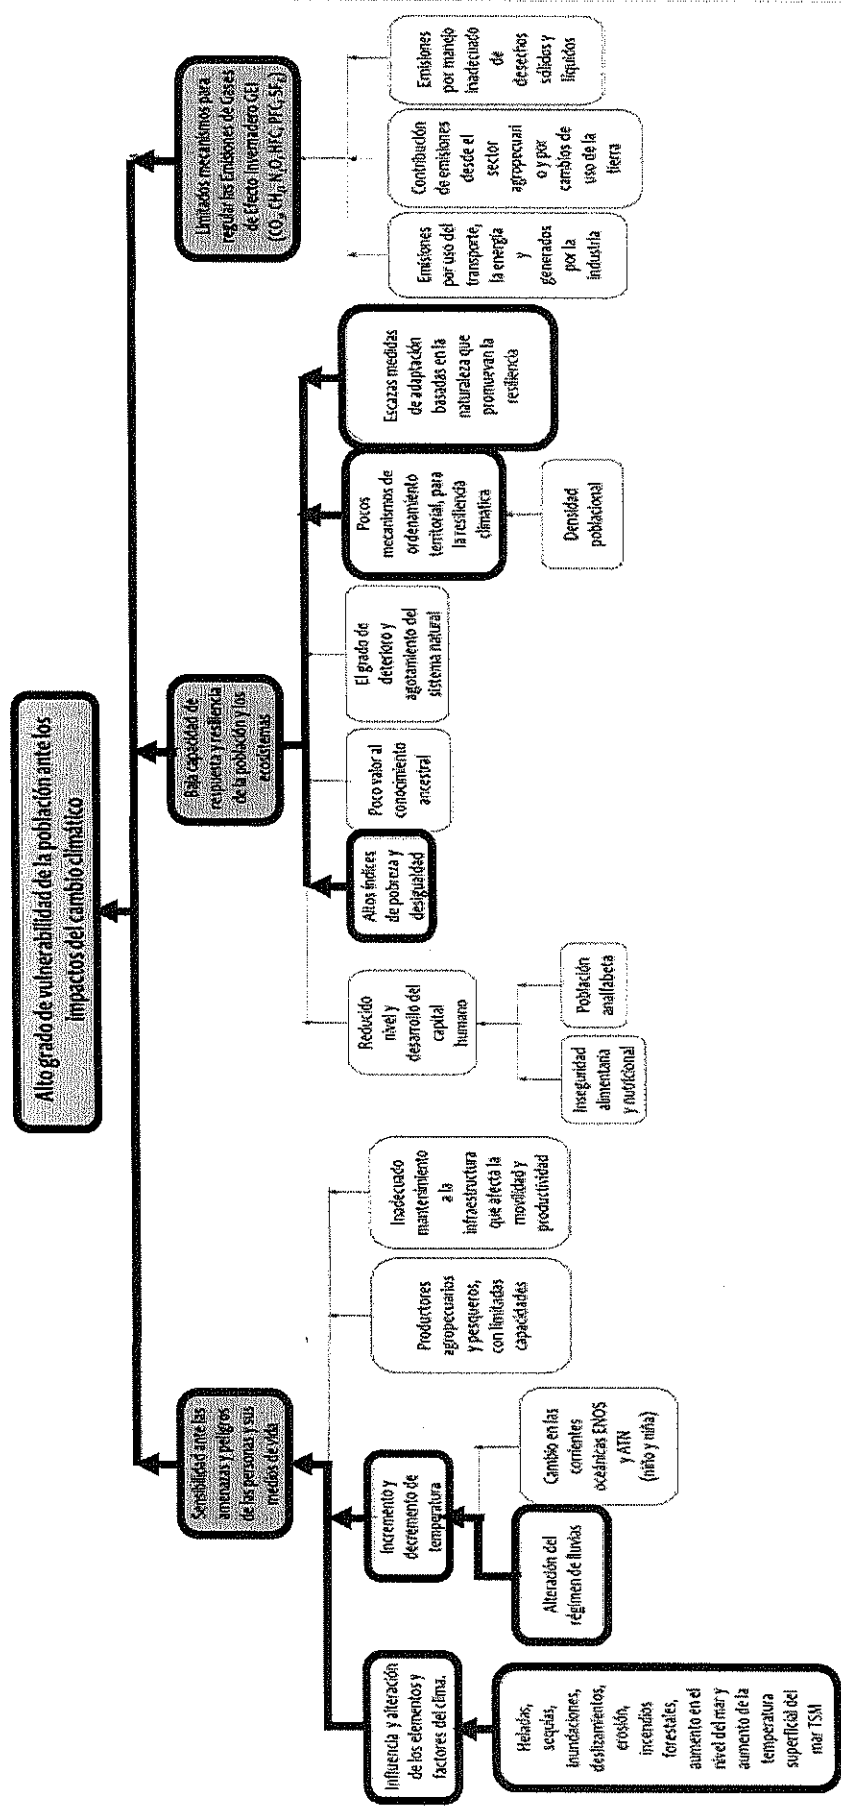 Alto grado de vulnerabilidad de la población ante los
impactos del cambio climático
Sensibilidad ante las
amenazas y peligros
de las personas y sus
medios de vida
Baja capacidad de
respuesta y resiliencia
de la población y los
ecosistemas
Limitados mecanismos para
regular las Emisiones de Gases
de Efecto Invernadero GEI
(CO₂, CH₄, N₂O, HFC, PFC, SF₆)
Influencia y alteración
de los elementos y
factores del clima.
Incremento y
decremento de
temperatura
Productores
agropecuarios
y pesqueros,
con limitadas
capacidades
Inadecuado
mantenimiento
a la
infraestructura
que afecta la
movilidad y
productividad
Reducido
nivel y
desarrollo del
capital
humano
Altos índices
de pobreza y
desigualdad
Poco valor al
conocimiento
ancestral
El grado de
deterioro y
agotamiento del
sistema natural
Pocos
mecanismos de
ordenamiento
territorial, para
la resiliencia
climática
Escazas medidas
de adaptación
basadas en la
naturaleza que
promuevan la
resiliencia
Emisiones
por uso del
transporte,
la energía
y
generados
por la
industria
Contribución
de emisiones
desde el
sector
agropecuari
o y por
cambios de
uso de la
tierra
Emisiones
por manejo
inadecuado
de
desechos
sólidos y
líquidos
Heladas,
sequías,
inundaciones,
deslizamientos,
erosión,
incendios
forestales,
aumento en el
nivel del mar y
aumento de la
temperatura
superficial del
mar TSM
Alteración del
régimen de lluvias
Cambio en las
corrientes
oceánicas ENOS
y ATN
(niño y niña)
Inseguridad
alimentaria
y nutricional
Población
analfabeta
Densidad
poblacional